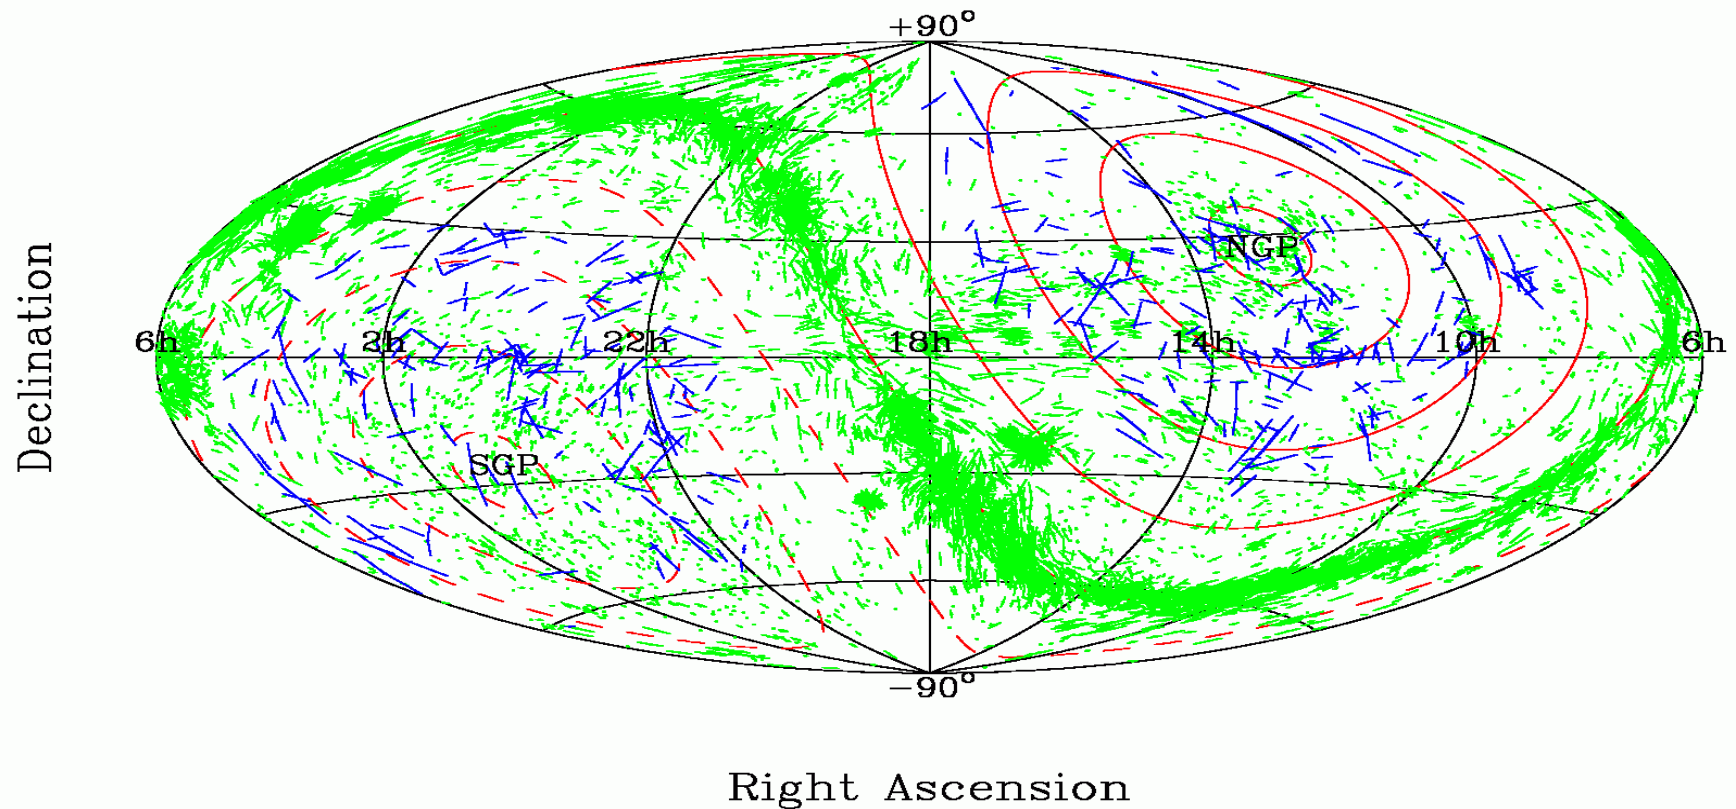 +90°
Declination
NGP
6h 2h 22h 18h 14h 10h 6h
SGP
−90°
Right Ascension